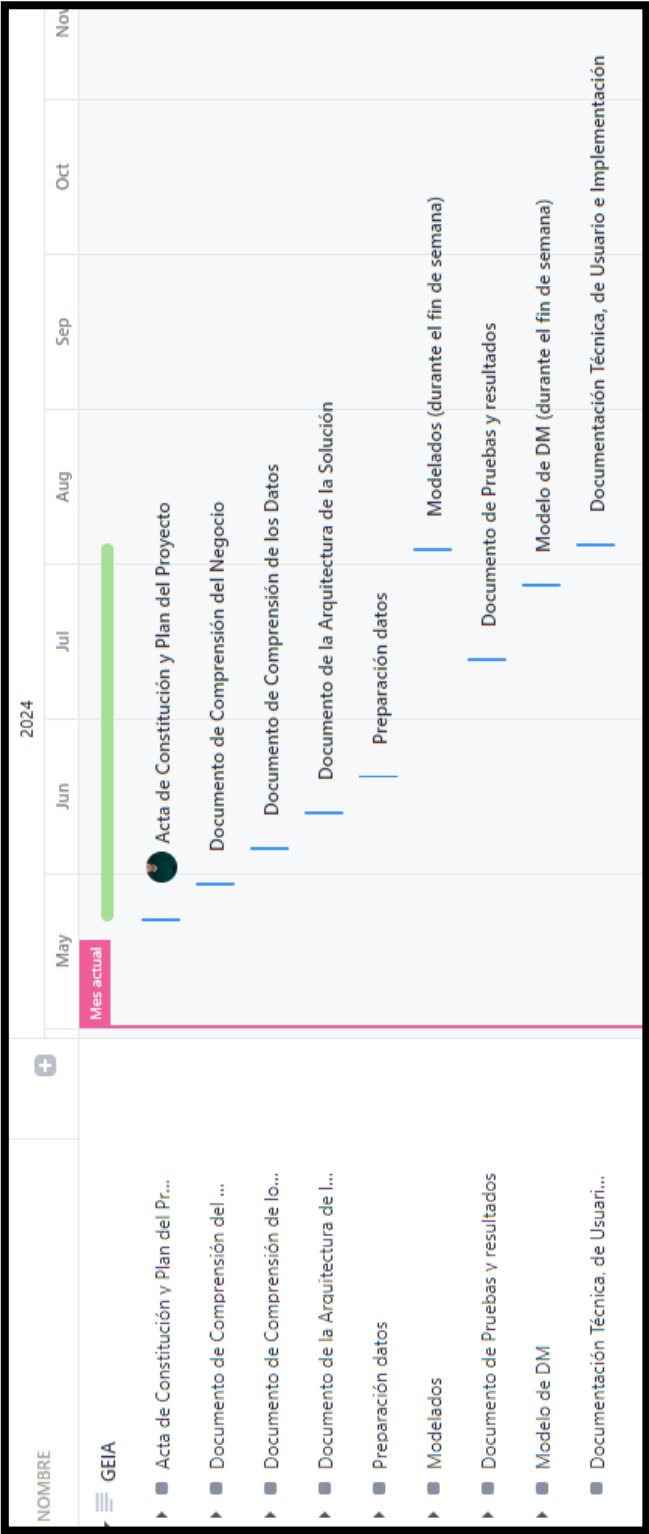 NOMBRE
2024
May Jun Jul Aug Sep Oct Nov
GEIA
Mes actual
Acta de Constitución y Plan del Pr...
Acta de Constitución y Plan del Proyecto
Documento de Comprensión del ...
Documento de Comprensión del Negocio
Documento de Comprensión de lo...
Documento de Comprensión de los Datos
Documento de la Arquitectura de l...
Documento de la Arquitectura de la Solución
Preparación datos
Preparación datos
Modelados
Modelados (durante el fin de semana)
Documento de Pruebas y resultados
Documento de Pruebas y resultados
Modelo de DM
Modelo de DM (durante el fin de semana)
Documentación Técnica, de Usuari...
Documentación Técnica, de Usuario e Implementación